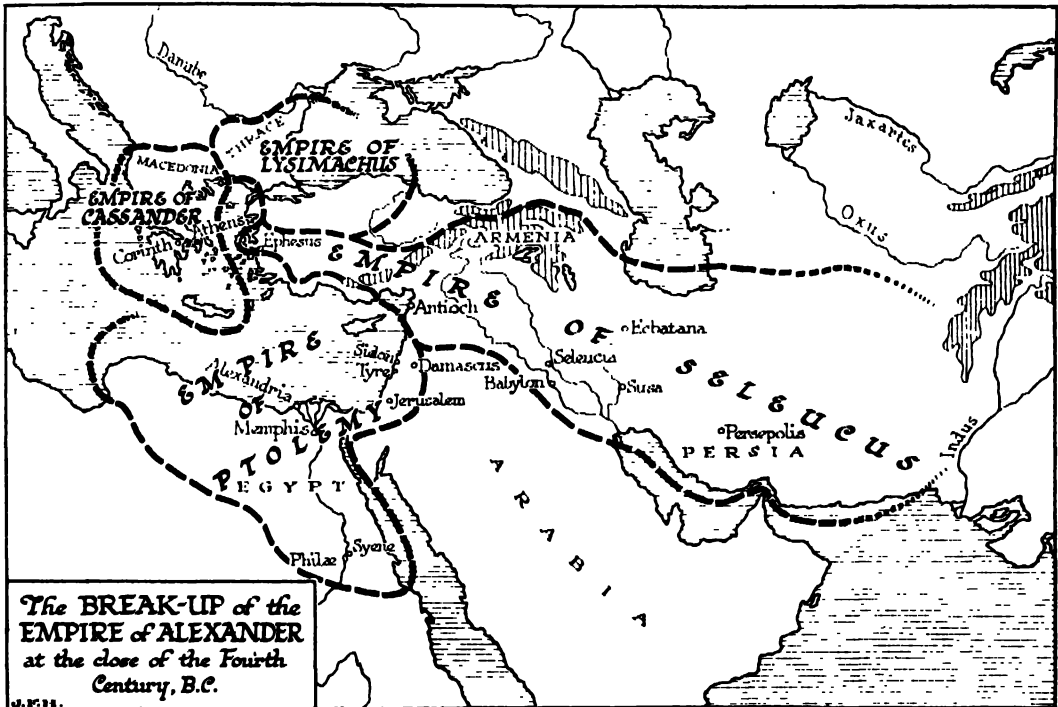 Danube
THRACE
EMPIRE OF
LYSIMACHUS
MACEDONIA
EMPIRE OF
CASSANDER
Athens
Corinth
Ephesus
ARMENIA
Jaxartes
Oxus
EMPIRE OF SELEUCUS
Antioch
Ecbatana
Seleucia
Babylon
Susa
Sidon
Tyre
Damascus
Jerusalem
EMPIRE
OF
PTOLEMY
Alexandria
Memphis
EGYPT
Persepolis
PERSIA
Indus
ARABIA
Philæ
Syene
The BREAK-UP of the
EMPIRE of ALEXANDER
at the close of the Fourth
Century, B.C.
J.F.H.